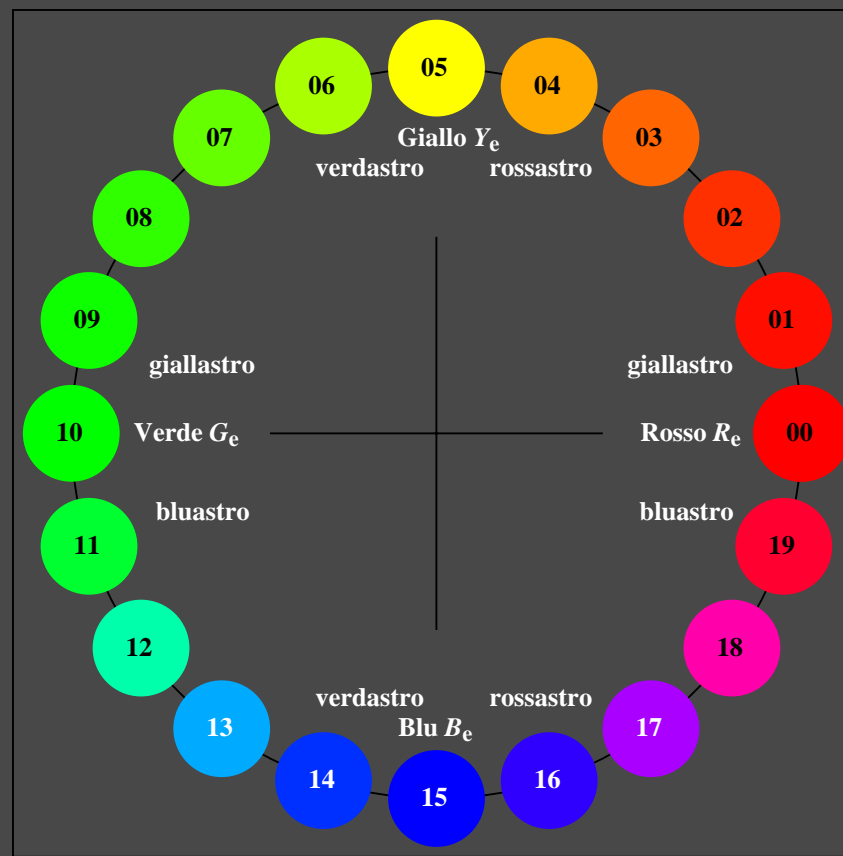 05
06
04
07
Giallo Ye
03
verdastro
rossastro
08
02
09
01
giallastro
giallastro
10
Verde Ge
Rosso Re
00
bluastro
bluastro
11
19
12
18
verdastro
rossastro
13
Blu Be
17
14
16
15